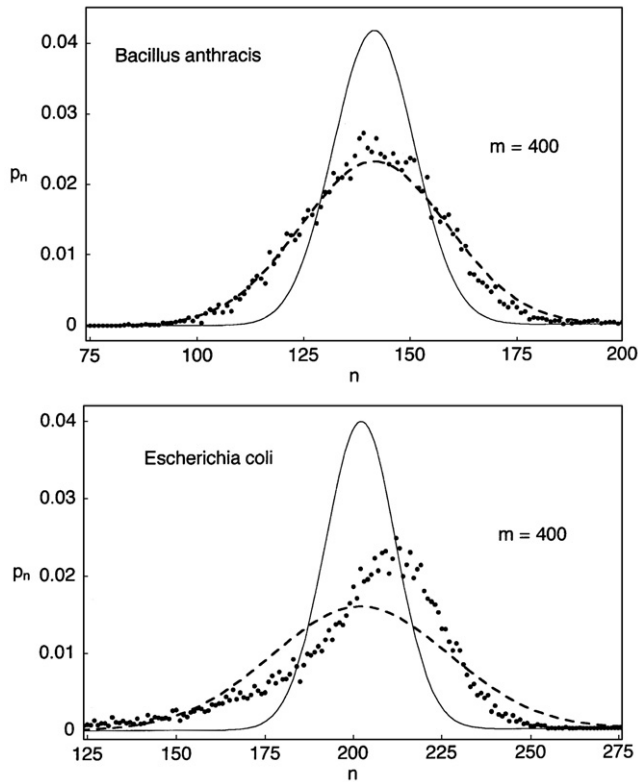 0.04
Bacillus anthracis
0.03
m = 400
pn
0.02
0.01
0
75 100 125 150 175 200
n
0.04
Escherichia coli
0.03
m = 400
pn
0.02
0.01
0
125 150 175 200 225 250 275
n